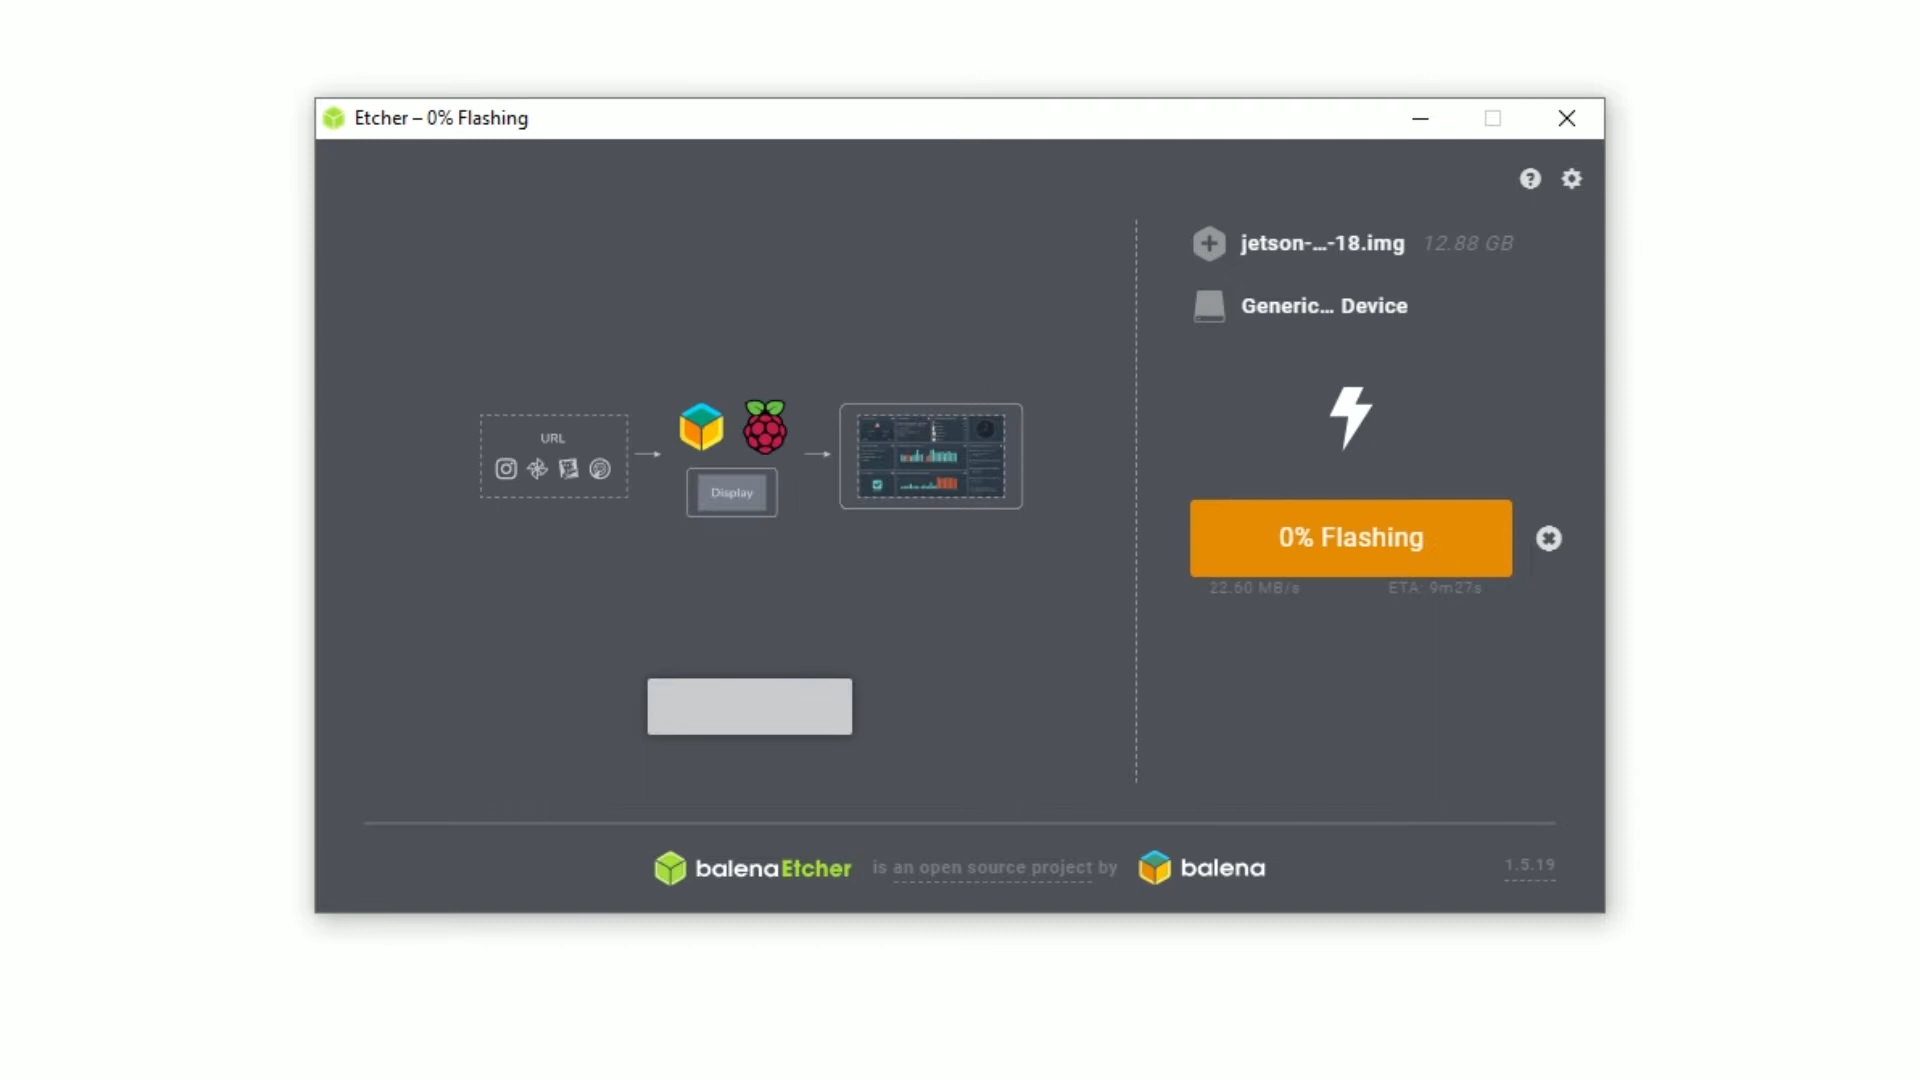 Etcher – 0% Flashing
jetson-...-18.img 12.88 GB
Generic... Device
URL
Display
0% Flashing
22.60 MB/s ETA: 9m27s
balenaEtcher is an open source project by balena
1.5.19